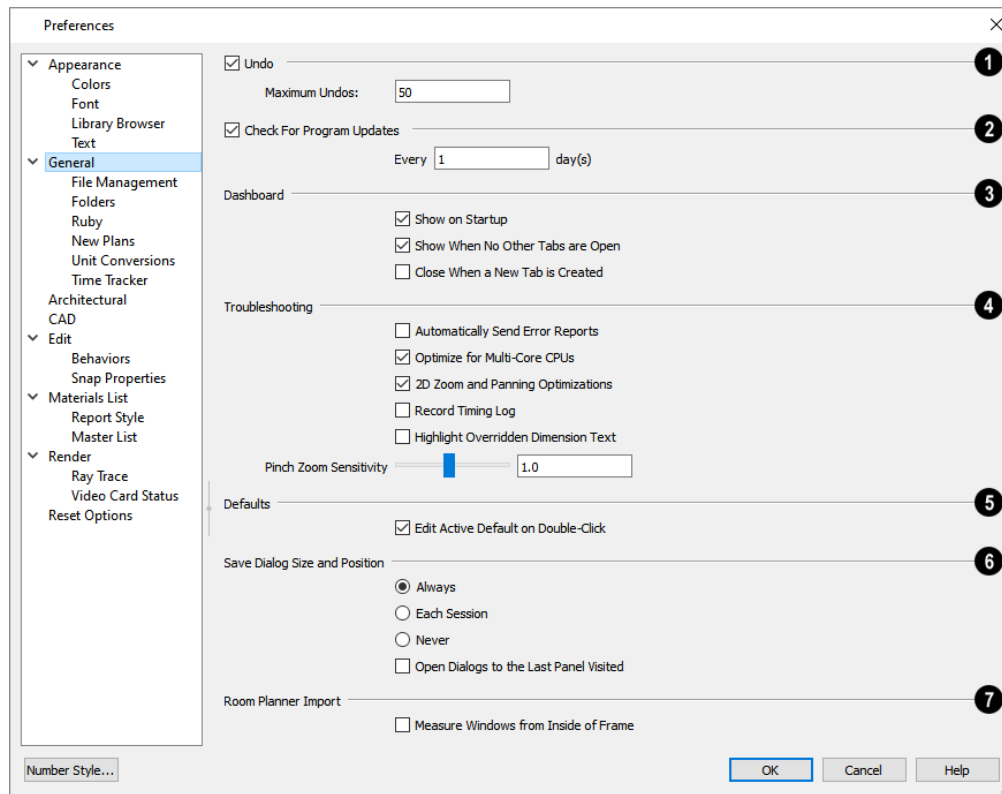 Preferences
Appearance
Colors
Font
Library Browser
Text
General
File Management
Folders
Ruby
New Plans
Unit Conversions
Time Tracker
Architectural
CAD
Edit
Behaviors
Snap Properties
Materials List
Report Style
Master List
Render
Ray Trace
Video Card Status
Reset Options
Undo 1
Maximum Undos: 50
Check For Program Updates 2
Every 1 day(s)
Dashboard 3
Show on Startup
Show When No Other Tabs are Open
Close When a New Tab is Created
Troubleshooting 4
Automatically Send Error Reports
Optimize for Multi-Core CPUs
2D Zoom and Panning Optimizations
Record Timing Log
Highlight Overridden Dimension Text
Pinch Zoom Sensitivity 1.0
Defaults 5
Edit Active Default on Double-Click
Save Dialog Size and Position 6
Always
Each Session
Never
Open Dialogs to the Last Panel Visited
Room Planner Import 7
Measure Windows from Inside of Frame
Number Style... OK Cancel Help